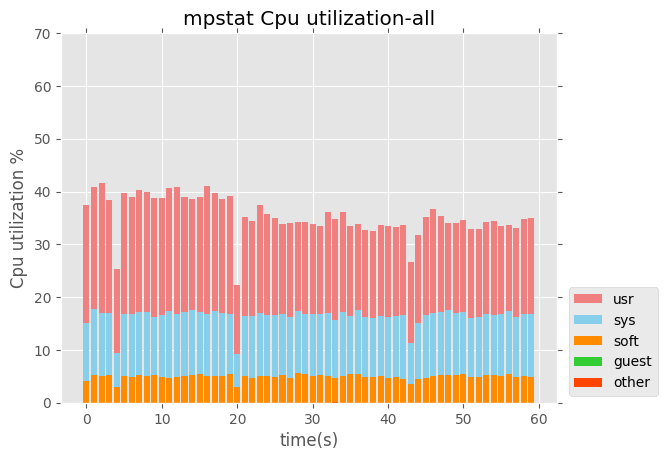 mpstat Cpu utilization-all
70
60
50
40
30
20
10
0
Cpu utilization %
0 10 20 30 40 50 60
time(s)
usr
sys
soft
guest
other